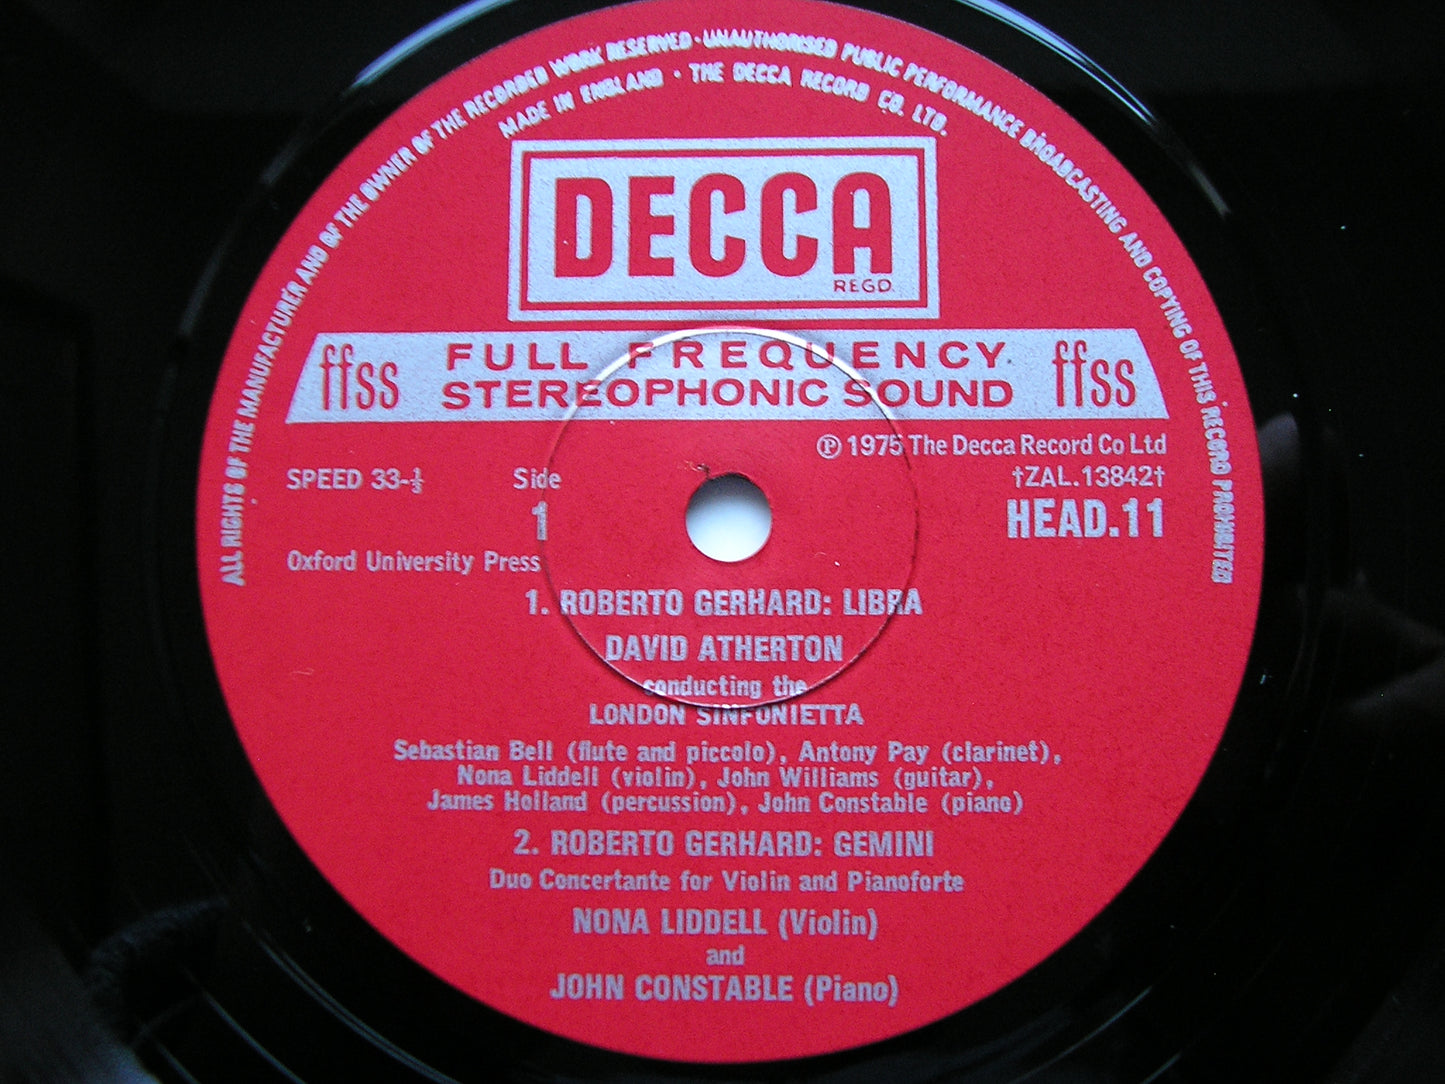 ALL RIGHTS OF THE MANUFACTURER AND OF THE OWNER OF THE RECORDED WORK RESERVED · UNAUTHORISED PUBLIC PERFORMANCE BROADCASTING AND COPYING OF THIS RECORD PROHIBITED
MADE IN ENGLAND · THE DECCA RECORD CO. LTD.
DECCA
REGD
ffss FULL FREQUENCY ffss
STEREOPHONIC SOUND
℗ 1975 The Decca Record Co Ltd
SPEED 33-⅓ Side †ZAL.13842†
1 HEAD.11
Oxford University Press
1. ROBERTO GERHARD: LIBRA
DAVID ATHERTON
conducting the
LONDON SINFONIETTA
Sebastian Bell (flute and piccolo), Antony Pay (clarinet),
Nona Liddell (violin), John Williams (guitar),
James Holland (percussion), John Constable (piano)
2. ROBERTO GERHARD: GEMINI
Duo Concertante for Violin and Pianoforte
NONA LIDDELL (Violin)
and
JOHN CONSTABLE (Piano)